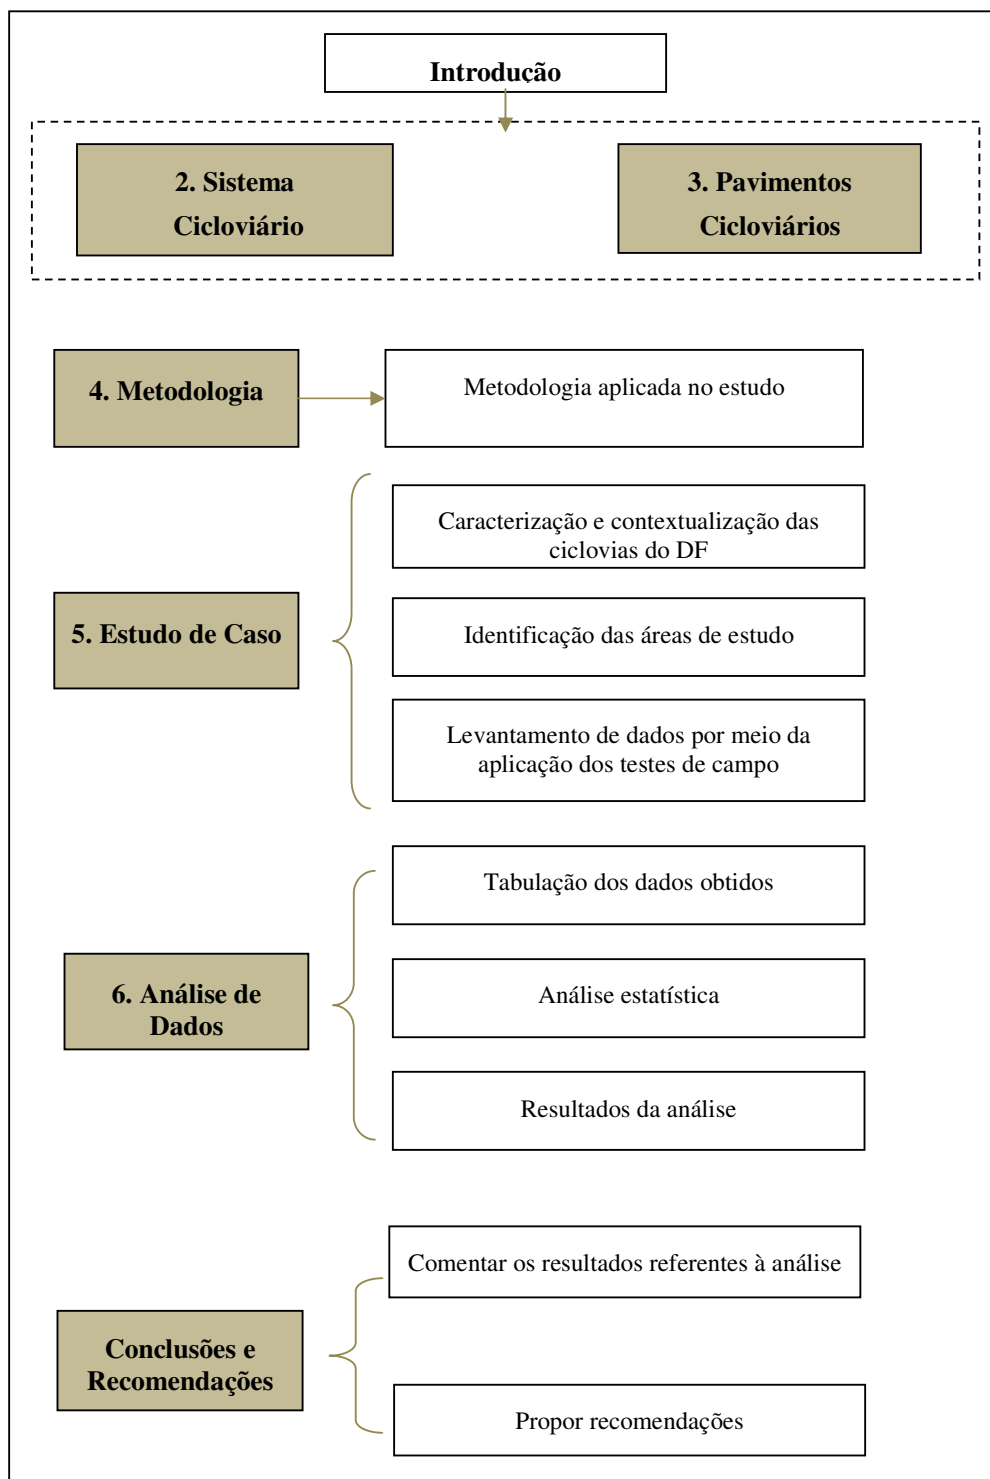 Introdução
2. Sistema
Cicloviário
3. Pavimentos
Cicloviários
4. Metodologia
Metodologia aplicada no estudo
5. Estudo de Caso
Caracterização e contextualização das
ciclovias do DF
Identificação das áreas de estudo
Levantamento de dados por meio da
aplicação dos testes de campo
6. Análise de
Dados
Tabulação dos dados obtidos
Análise estatística
Resultados da análise
Conclusões e
Recomendações
Comentar os resultados referentes à análise
Propor recomendações